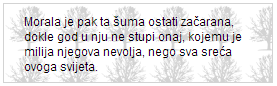 Morala je pak ta šuma ostati začarana,
dokle god u nju ne stupi onaj, kojemu je
milija njegova nevolja, nego sva sreća
ovoga svijeta.